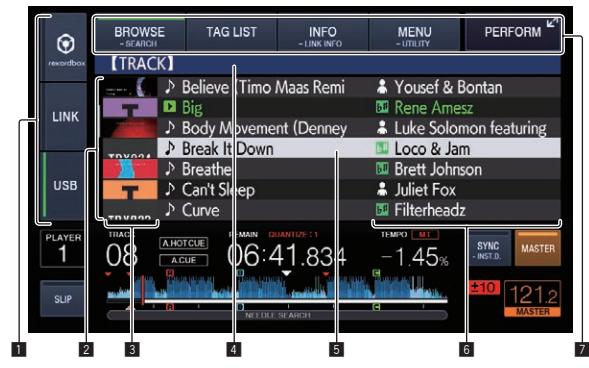 BROWSE TAG LIST INFO MENU PERFORM
- SEARCH - LINK INFO - UTILITY
rekordbox
LINK
USB
【TRACK】
Believe (Timo Maas Remi Yousef & Bontan
Big Rene Amesz
Body Movement (Denney Luke Solomon featuring
Break It Down Loco & Jam
Breathe Brett Johnson
Can't Sleep Juliet Fox
Curve Filterheadz
PLAYER
1
SLIP
TRACK
08
A.HOT CUE
A.CUE
REMAIN QUANTIZE : 1
06:41.834
TEMPO MT
-1.45%
SYNC
- INST.D.
MASTER
±10
121.2
MASTER
NEEDLE SEARCH
1 2 3 4 5 6 7